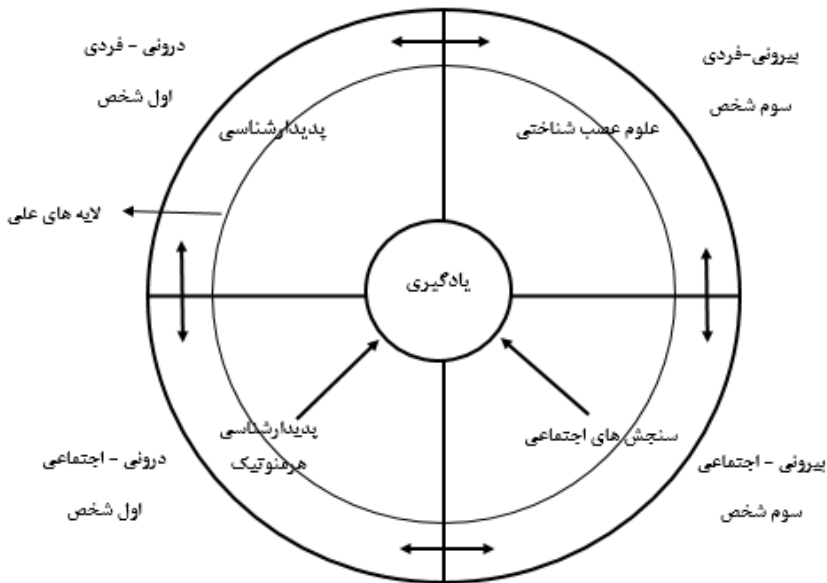 بیرونی-فردی
سوم شخص
درونی - فردی
اول شخص
علوم عصب شناختی
پدیدارشناسی
لایه های علی
یادگیری
سنجش های اجتماعی
پدیدارشناسی
هرمنوتیک
بیرونی - اجتماعی
سوم شخص
درونی - اجتماعی
اول شخص